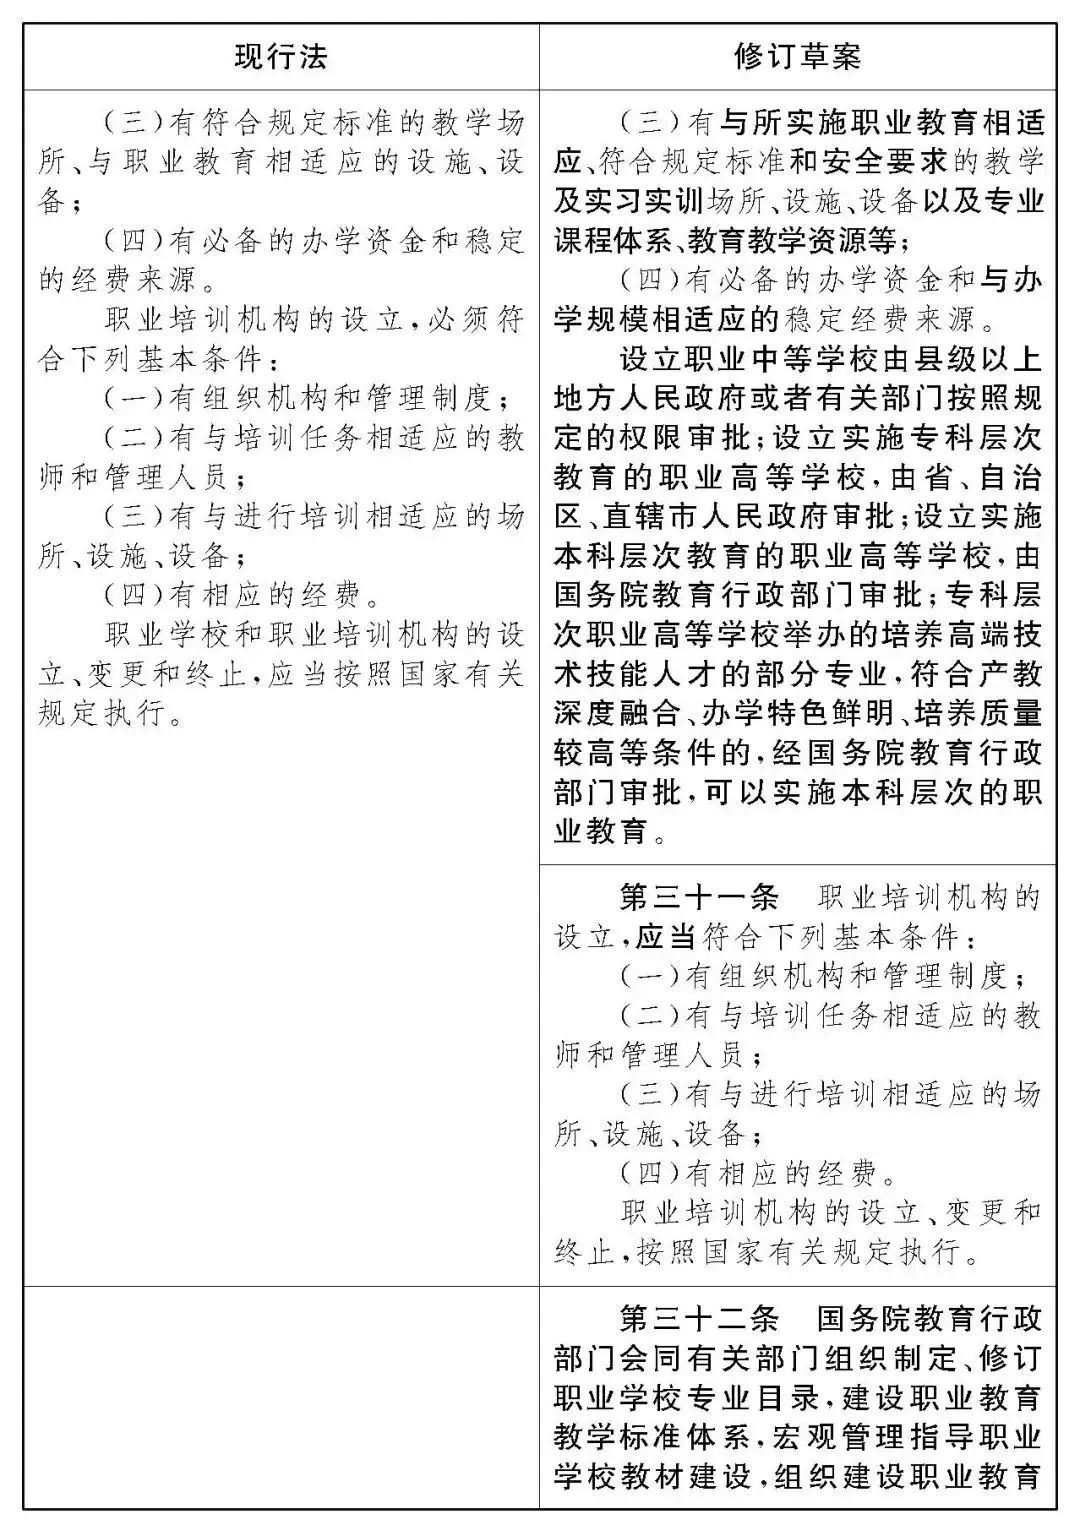 现行法
修订草案
(三)有符合规定标准的教学场
所、与职业教育相适应的设施、设
备;
(四)有必备的办学资金和稳定
的经费来源。
职业培训机构的设立,必须符
合下列基本条件:
(一)有组织机构和管理制度;
(二)有与培训任务相适应的教
师和管理人员;
(三)有与进行培训相适应的场
所、设施、设备;
(四)有相应的经费。
职业学校和职业培训机构的设
立、变更和终止,应当按照国家有关
规定执行。
(三)有与所实施职业教育相适
应、符合规定标准和安全要求的教学
及实习实训场所、设施、设备以及专业
课程体系、教育教学资源等;
(四)有必备的办学资金和与办
学规模相适应的稳定经费来源。
设立职业中等学校由县级以上
地方人民政府或者有关部门按照规
定的权限审批;设立实施专科层次
教育的职业高等学校,由省、自治
区、直辖市人民政府审批;设立实施
本科层次教育的职业高等学校,由
国务院教育行政部门审批;专科层
次职业高等学校举办的培养高端技
术技能人才的部分专业,符合产教
深度融合、办学特色鲜明、培养质量
较高等条件的,经国务院教育行政
部门审批,可以实施本科层次的职
业教育。
第三十一条 职业培训机构的
设立,应当符合下列基本条件:
(一)有组织机构和管理制度;
(二)有与培训任务相适应的教
师和管理人员;
(三)有与进行培训相适应的场
所、设施、设备;
(四)有相应的经费。
职业培训机构的设立、变更和
终止,按照国家有关规定执行。
第三十二条 国务院教育行政
部门会同有关部门组织制定、修订
职业学校专业目录,建设职业教育
教学标准体系,宏观管理指导职业
学校教材建设,组织建设职业教育